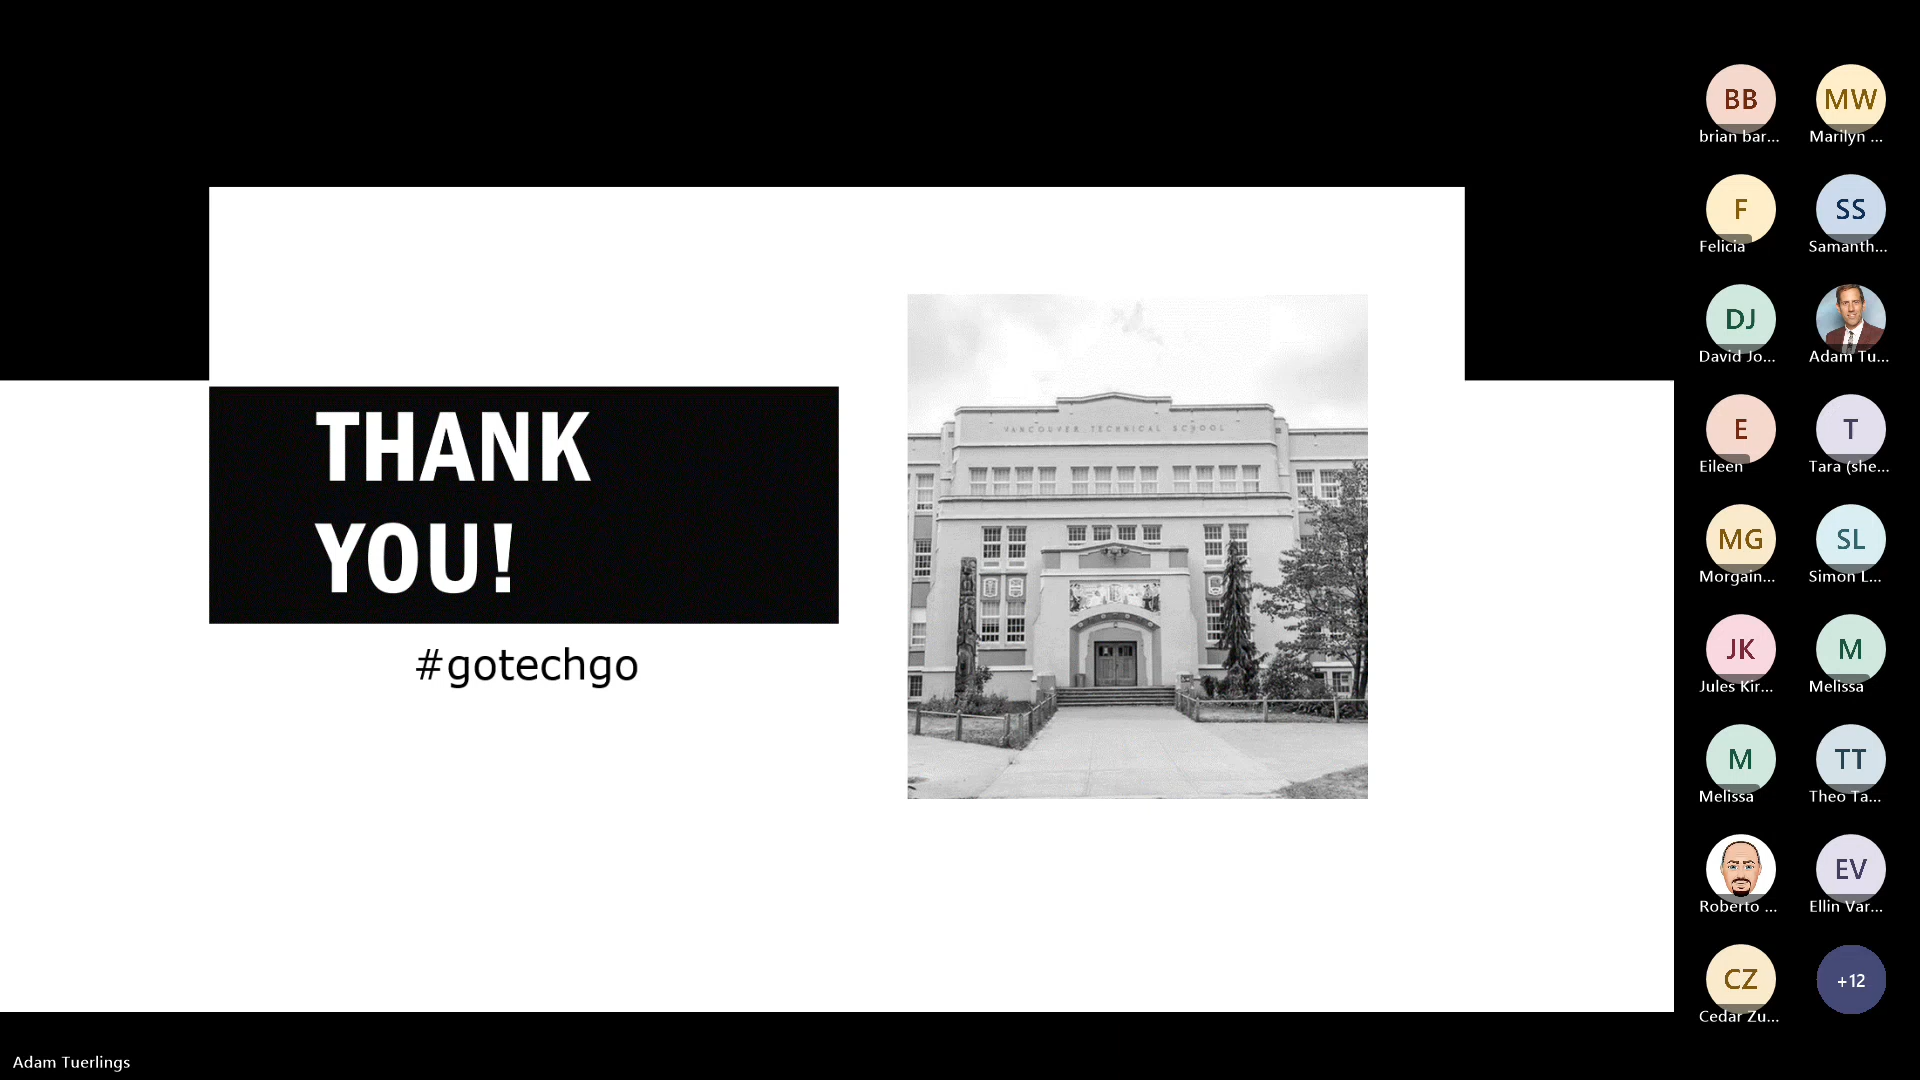 THANK
YOU!
#gotechgo
VANCOUVER TECHNICAL SCHOOL
BB
brian bar...
MW
Marilyn ...
F
Felicia
SS
Samanth...
DJ
David Jo...
Adam Tu...
E
Eileen
T
Tara (she...
MG
Morgain...
SL
Simon L...
JK
Jules Kir...
M
Melissa
M
Melissa
TT
Theo Ta...
Roberto ...
EV
Ellin Var...
CZ
Cedar Zu...
+12
Adam Tuerlings